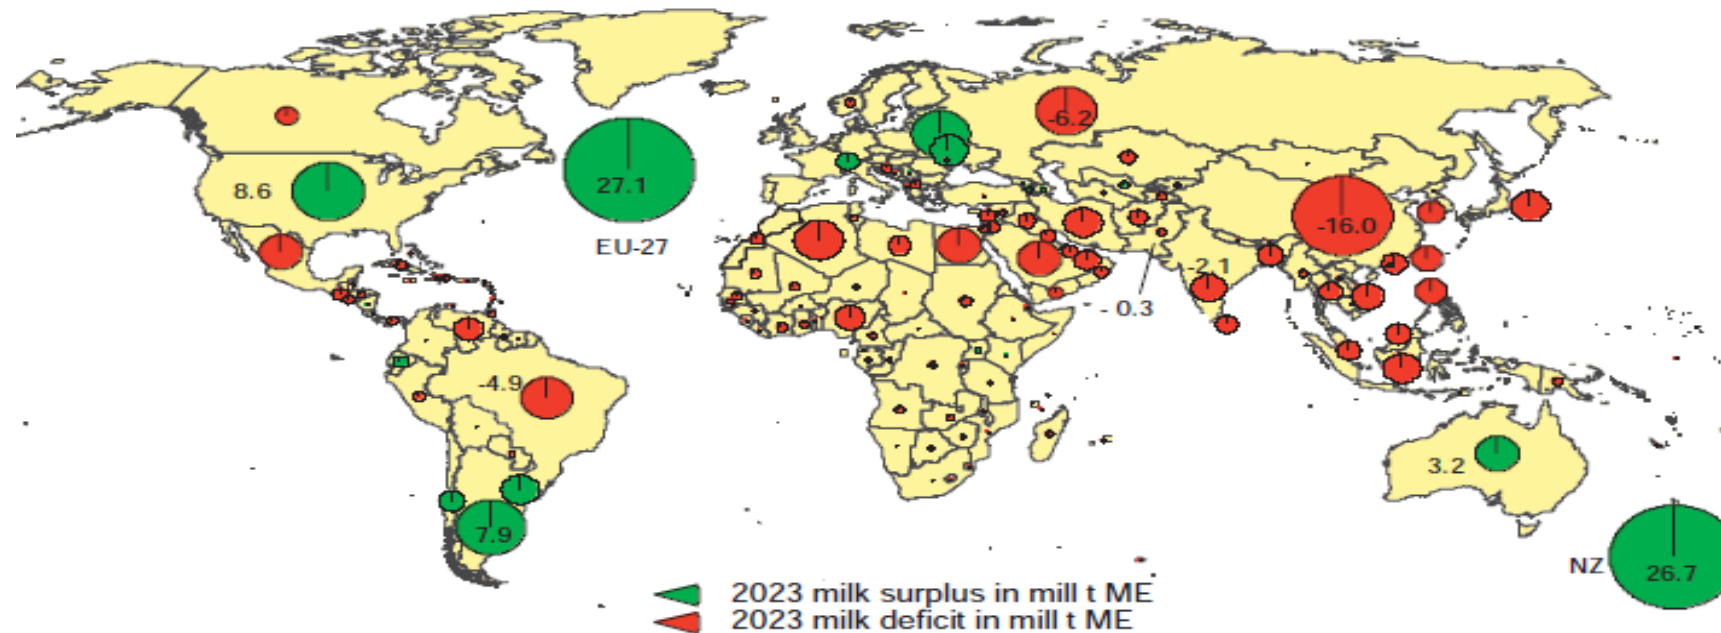 -6.2
8.6
27.1
-16.0
EU-27
-2.1
- 0.3
-4.9
3.2
7.9
NZ
26.7
2023 milk surplus in mill t ME
2023 milk deficit in mill t ME